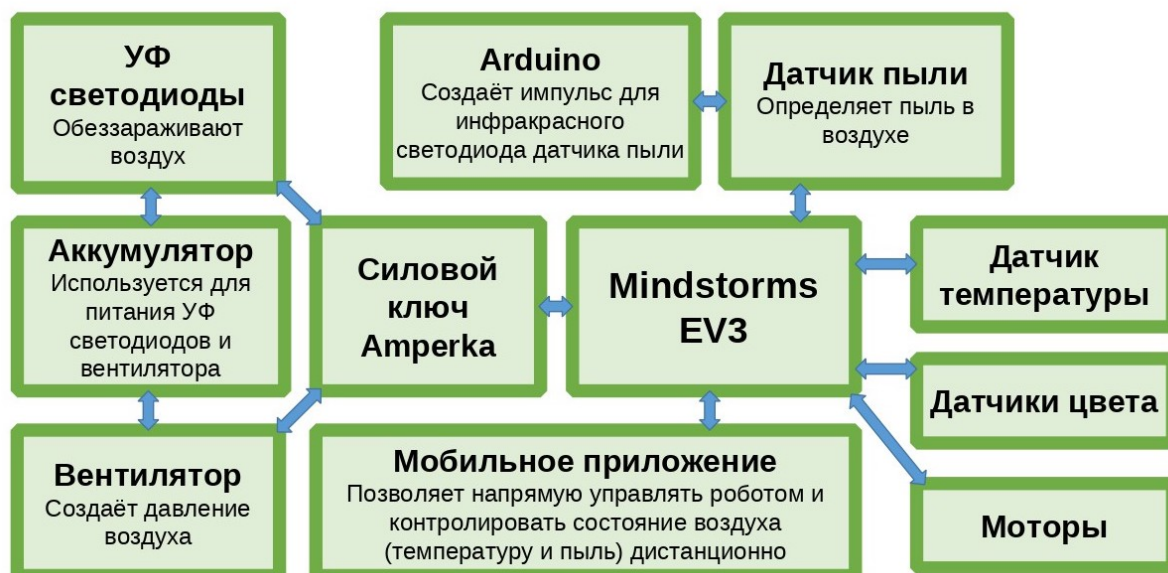 УФ
светодиоды
Обеззараживают
воздух
Arduino
Создаёт импульс для
инфракрасного
светодиода датчика пыли
Датчик пыли
Определяет пыль в
воздухе
Аккумулятор
Используется для
питания УФ
светодиодов и
вентилятора
Силовой
ключ
Amperka
Mindstorms
EV3
Датчик
температуры
Датчики цвета
Вентилятор
Создаёт давление
воздуха
Мобильное приложение
Позволяет напрямую управлять роботом и
контролировать состояние воздуха
(температуру и пыль) дистанционно
Моторы